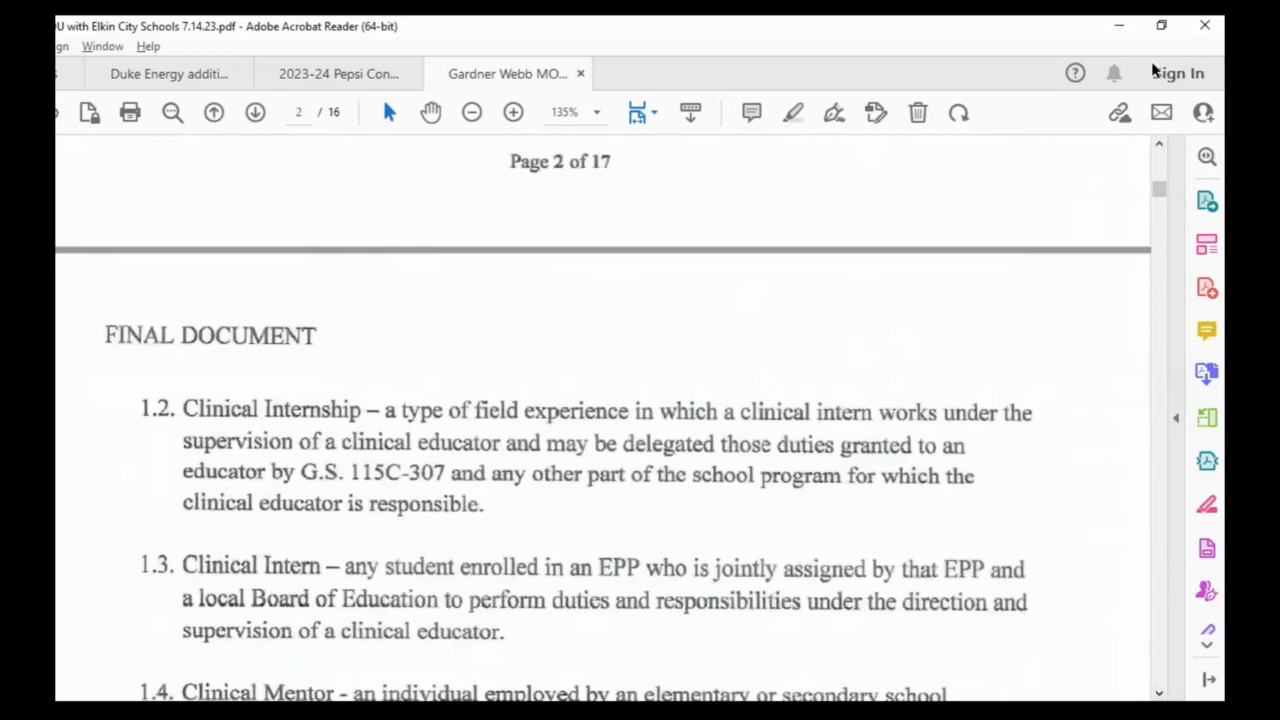 OU with Elkin City Schools 7.14.23.pdf - Adobe Acrobat Reader (64-bit)
gn Window Help
s Duke Energy additi... 2023-24 Pepsi Con... Gardner Webb MO... × Sign In
2 / 16 135%
Page 2 of 17
FINAL DOCUMENT
1.2. Clinical Internship – a type of field experience in which a clinical intern works under the
supervision of a clinical educator and may be delegated those duties granted to an
educator by G.S. 115C-307 and any other part of the school program for which the
clinical educator is responsible.
1.3. Clinical Intern – any student enrolled in an EPP who is jointly assigned by that EPP and
a local Board of Education to perform duties and responsibilities under the direction and
supervision of a clinical educator.
1.4. Clinical Mentor - an individual employed by an elementary or secondary school